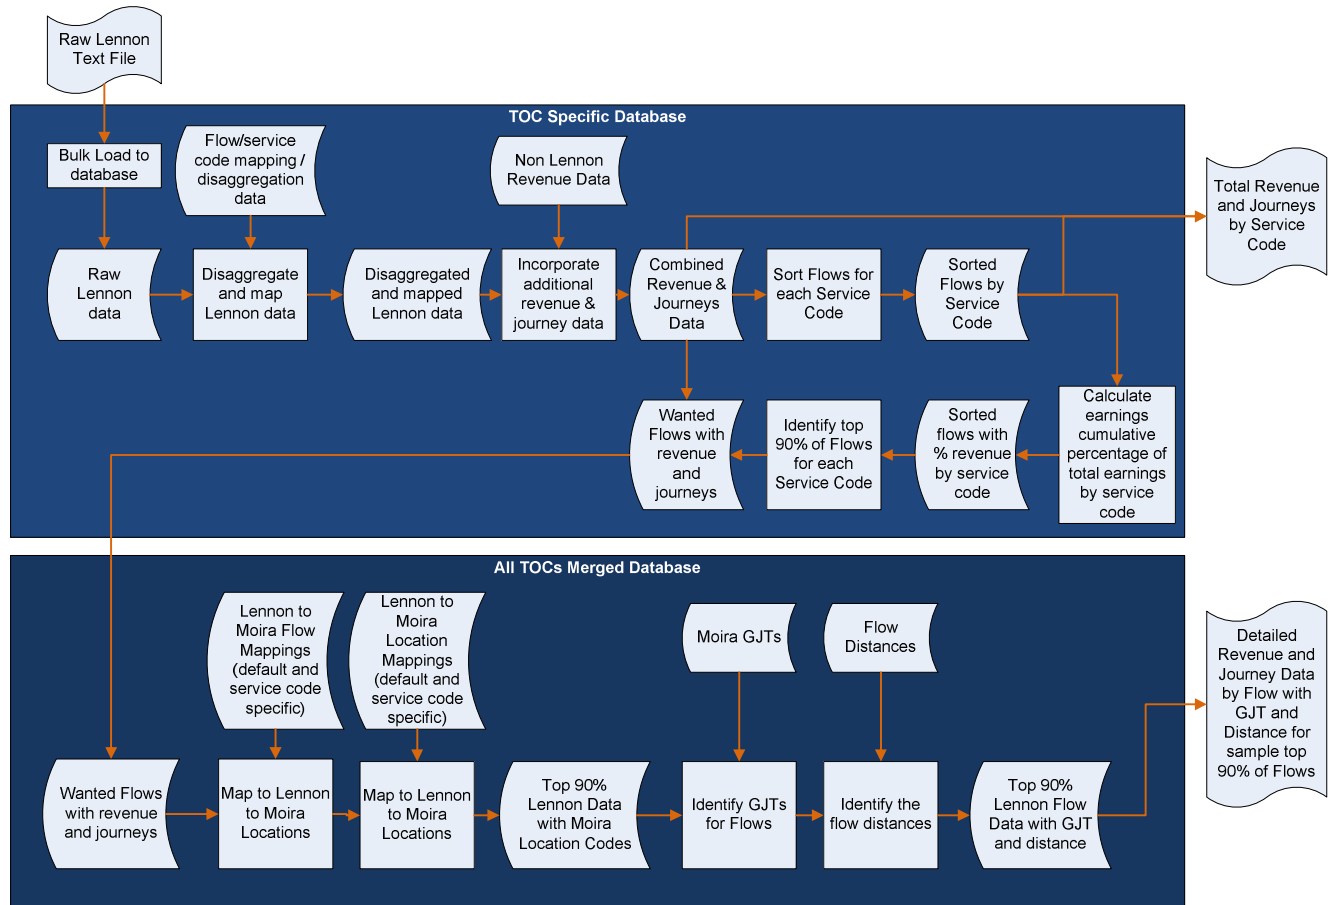 Raw Lennon
Text File
TOC Specific Database
Bulk Load to
database
Flow/service
code mapping /
disaggregation
data
Non Lennon
Revenue Data
Total Revenue
and Journeys
by Service
Code
Raw
Lennon
data
Disaggregate
and map
Lennon data
Disaggregated
and mapped
Lennon data
Incorporate
additional
revenue &
journey data
Combined
Revenue &
Journeys
Data
Sort Flows for
each Service
Code
Sorted
Flows by
Service
Code
Wanted
Flows with
revenue
and
journeys
Identify top
90% of Flows
for each
Service Code
Sorted
flows with
% revenue
by service
code
Calculate
earnings
cumulative
percentage of
total earnings
by service
code
All TOCs Merged Database
Lennon to
Moira Flow
Mappings
(default and
service code
specific)
Lennon to
Moira
Location
Mappings
(default and
service code
specific)
Moira GJTs
Flow
Distances
Detailed
Revenue and
Journey Data
by Flow with
GJT and
Distance for
sample top
90% of Flows
Wanted Flows
with revenue
and journeys
Map to Lennon
to Moira
Locations
Map to Lennon
to Moira
Locations
Top 90%
Lennon Data
with Moira
Location Codes
Identify GJTs
for Flows
Identify the
flow distances
Top 90%
Lennon Flow
Data with GJT
and distance